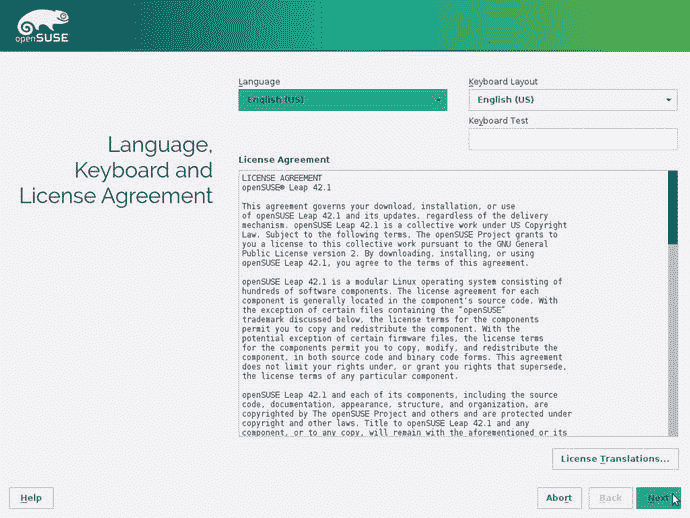 openSUSE
Language, Keyboard and License Agreement
Language
English (US)
Keyboard Layout
English (US)
Keyboard Test
License Agreement
LICENSE AGREEMENT
openSUSE® Leap 42.1
This agreement governs your download, installation, or use
of openSUSE Leap 42.1 and its updates, regardless of the delivery
mechanism. openSUSE Leap 42.1 is a collective work under US Copyright
Law. Subject to the following terms, The openSUSE Project grants to
you a license to this collective work pursuant to the GNU General
Public License version 2. By downloading, installing, or using
openSUSE Leap 42.1, you agree to the terms of this agreement.
openSUSE Leap 42.1 is a modular Linux operating system consisting of
hundreds of software components. The license agreement for each
component is generally located in the component's source code. With
the exception of certain files containing the "openSUSE"
trademark discussed below, the license terms for the components
permit you to copy and redistribute the component. With the
potential exception of certain firmware files, the license terms
for the components permit you to copy, modify, and redistribute the
component, in both source code and binary code forms. This agreement
does not limit your rights under, or grant you rights that supersede,
the license terms of any particular component.
openSUSE Leap 42.1 and each of its components, including the source
code, documentation, appearance, structure, and organization, are
copyrighted by The openSUSE Project and others and are protected under
copyright and other laws. Title to openSUSE Leap 42.1 and any
component, or to any copy, will remain with the aforementioned or its
License Translations...
Help
Abort
Back
Next